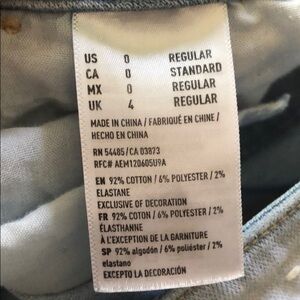 US 0 REGULAR
CA 0 STANDARD
MX 0 REGULAR
UK 4 REGULAR
MADE IN CHINA / FABRIQUÉ EN CHINE /
HECHO EN CHINA
RN 54485/CA 03873
RFC# AEM120605U9A
EN 92% COTTON / 6% POLYESTER / 2%
ELASTANE
EXCLUSIVE OF DECORATION
FR 92% COTON / 6% POLYESTER / 2%
ÉLASTHANNE
À L'EXCEPTION DE LA GARNITURE
SP 92% algodón / 6% poliéster / 2%
elastano
EXCEPTO LA DECORACIÓN